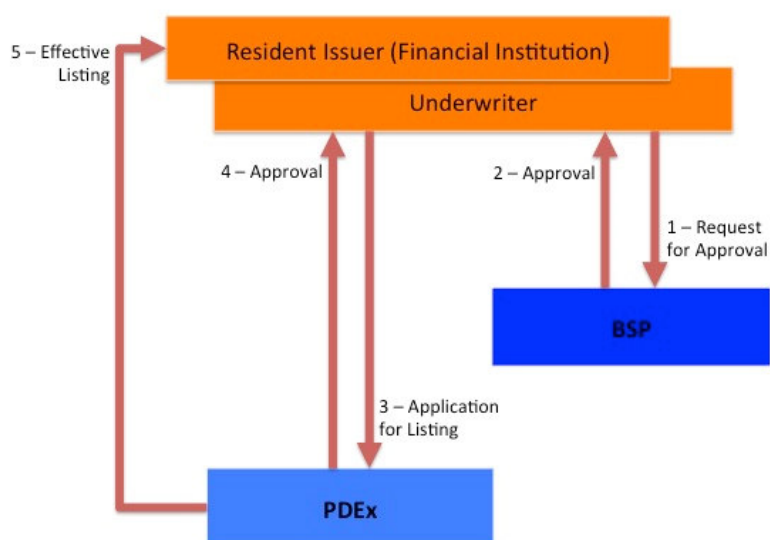 5 – Effective
Listing
Resident Issuer (Financial Institution)
Underwriter
4 – Approval
2 – Approval
1 – Request
for Approval
BSP
3 – Application
for Listing
PDEx